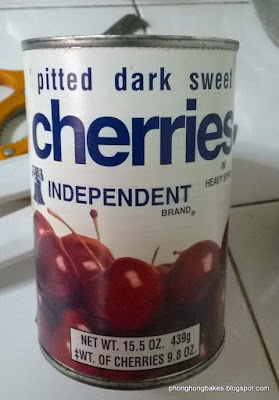 pitted dark sweet
cherries
IN
HEAVY
INDEPENDENT
BRAND®
NET WT. 15.5 OZ. 439g
‡WT. OF CHERRIES 9.8 OZ.
phonghongbakes.blogspot.com